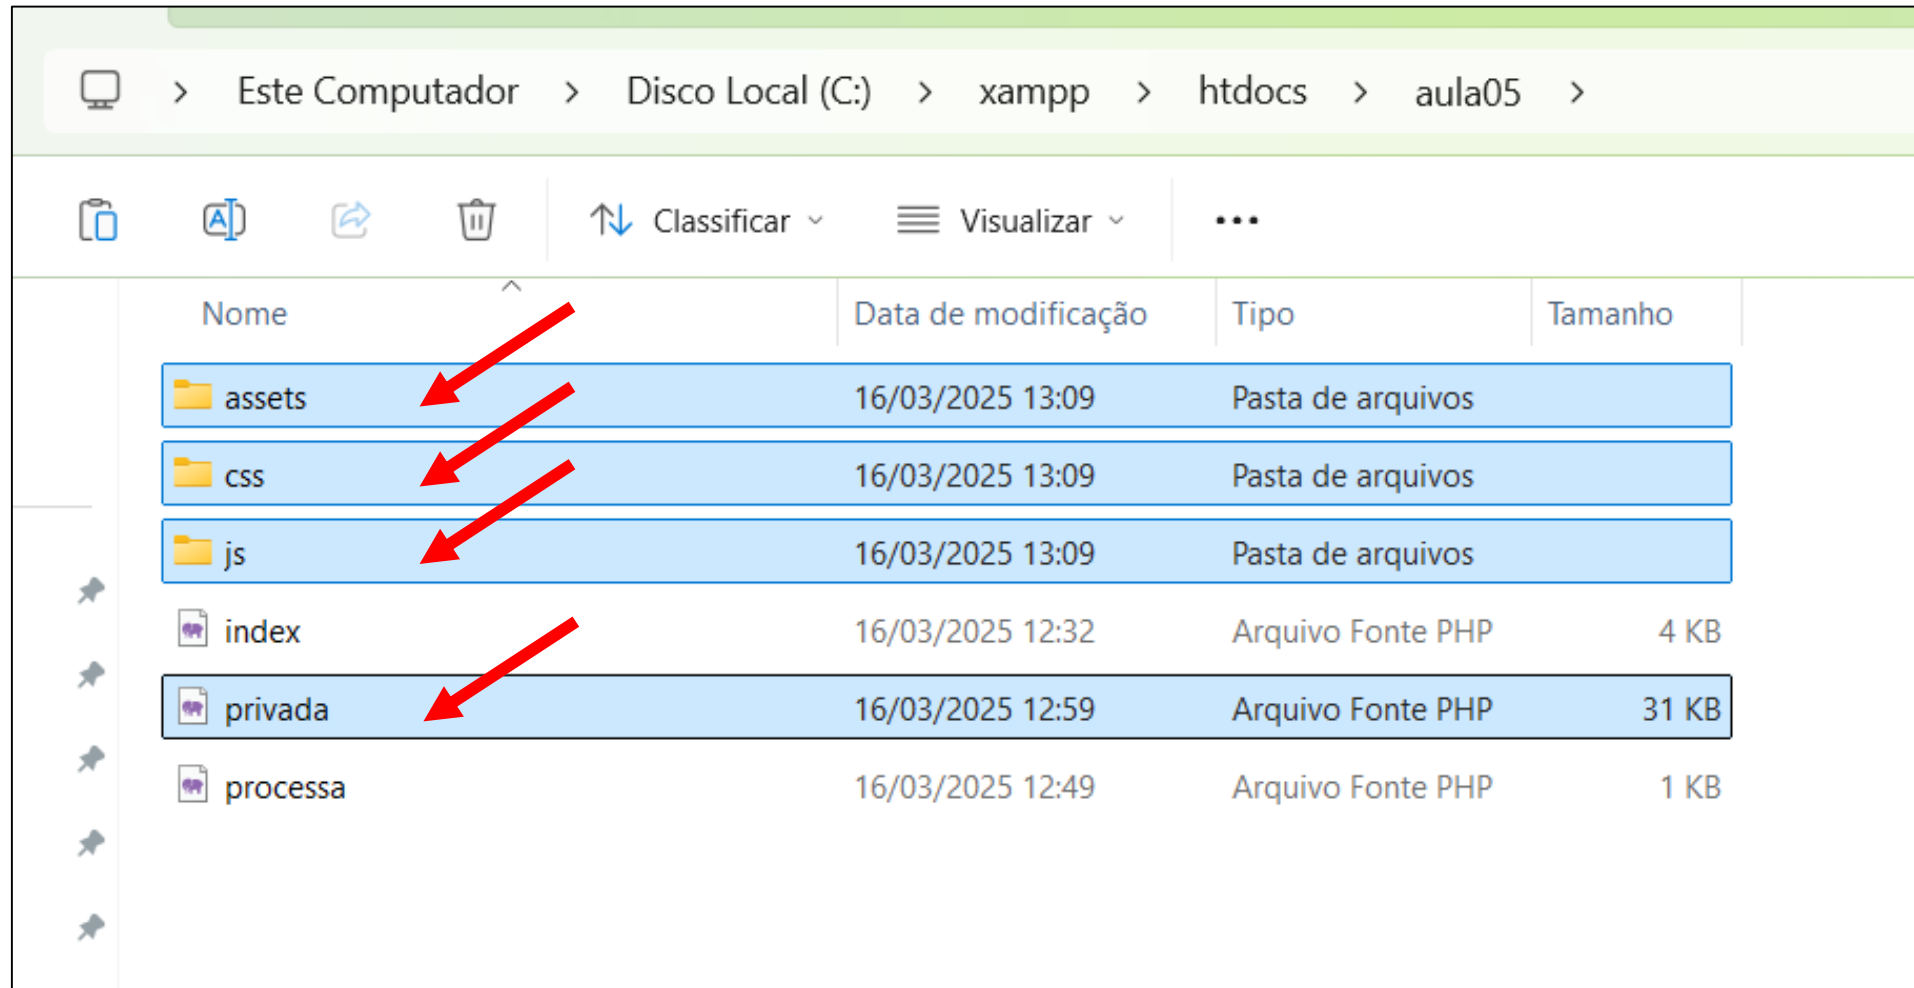 Este Computador > Disco Local (C:) > xampp > htdocs > aula05 >
Classificar Visualizar ...
Nome Data de modificação Tipo Tamanho
assets 16/03/2025 13:09 Pasta de arquivos
css 16/03/2025 13:09 Pasta de arquivos
js 16/03/2025 13:09 Pasta de arquivos
index 16/03/2025 12:32 Arquivo Fonte PHP 4 KB
privada 16/03/2025 12:59 Arquivo Fonte PHP 31 KB
processa 16/03/2025 12:49 Arquivo Fonte PHP 1 KB